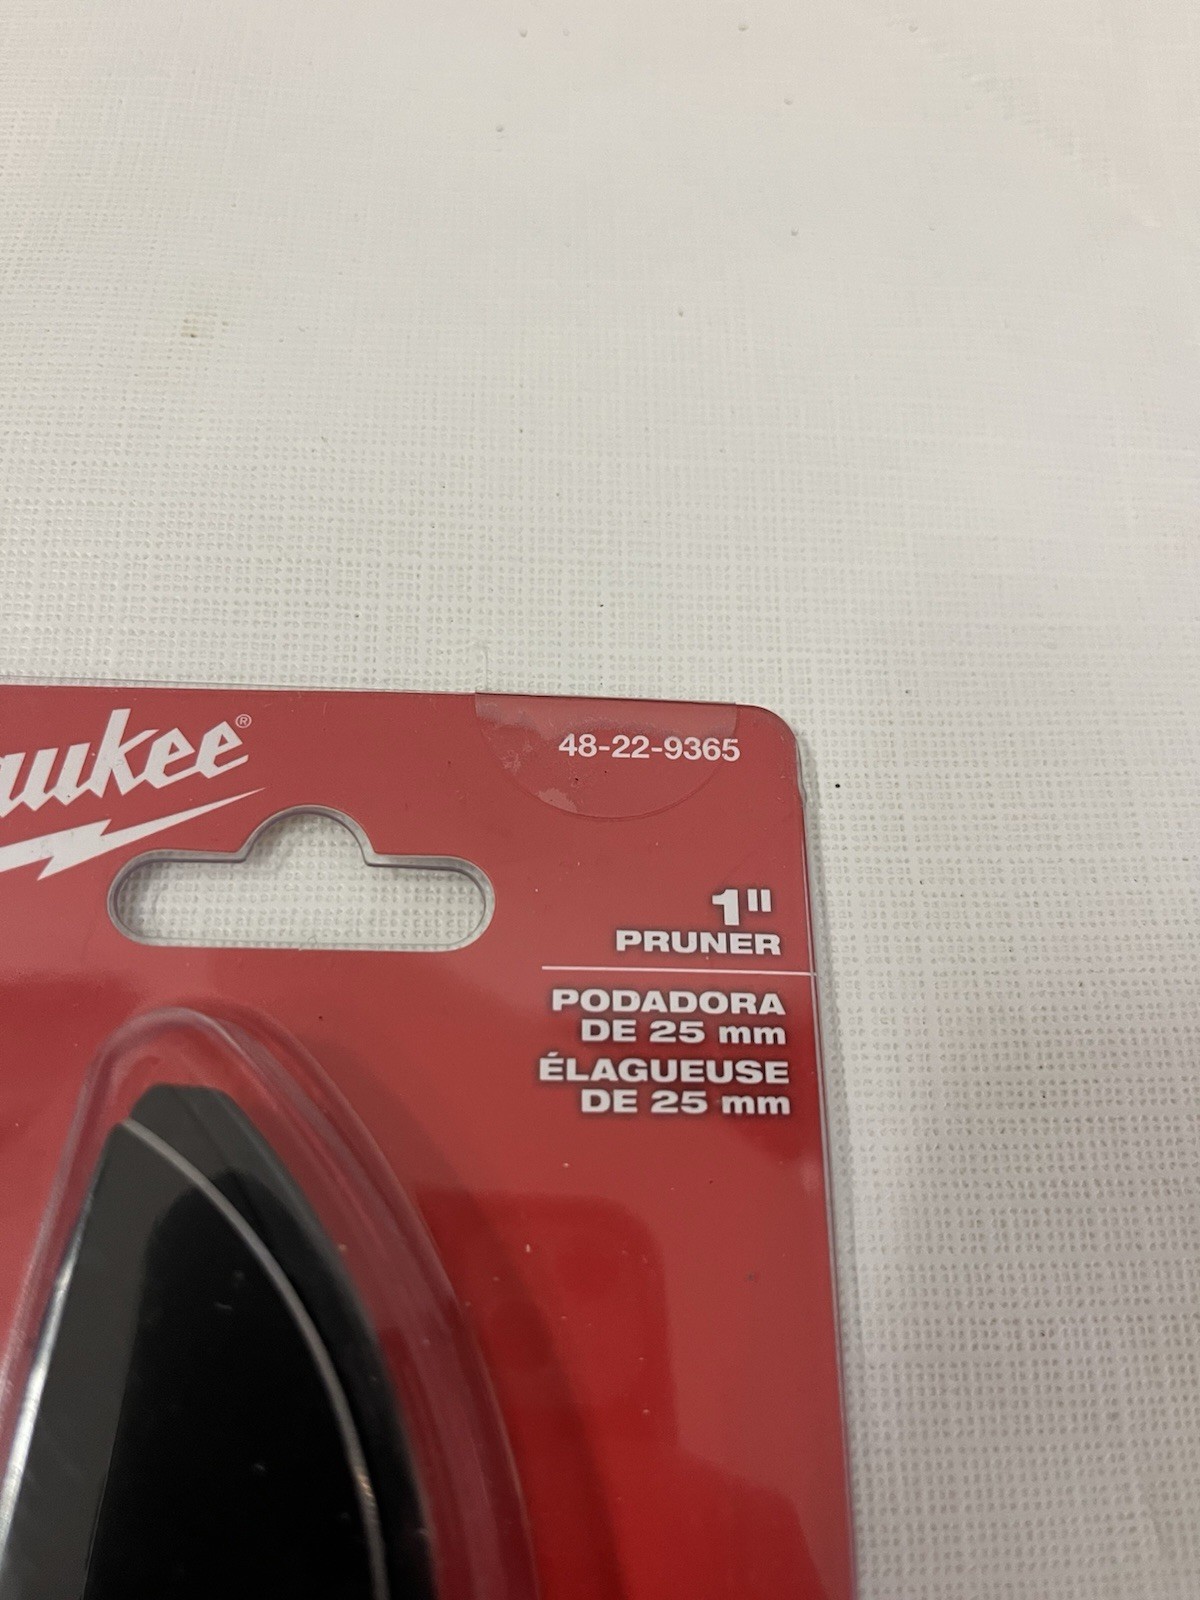 aukee®
48-22-9365
1"
PRUNER
PODADORA
DE 25 mm
ÉLAGUEUSE
DE 25 mm